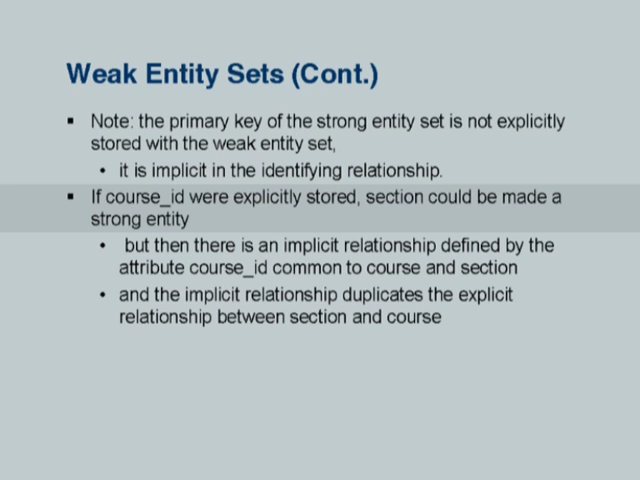 Weak Entity Sets (Cont.)
▪ Note: the primary key of the strong entity set is not explicitly
stored with the weak entity set,
• it is implicit in the identifying relationship.
▪ If course_id were explicitly stored, section could be made a
strong entity
• but then there is an implicit relationship defined by the
attribute course_id common to course and section
• and the implicit relationship duplicates the explicit
relationship between section and course